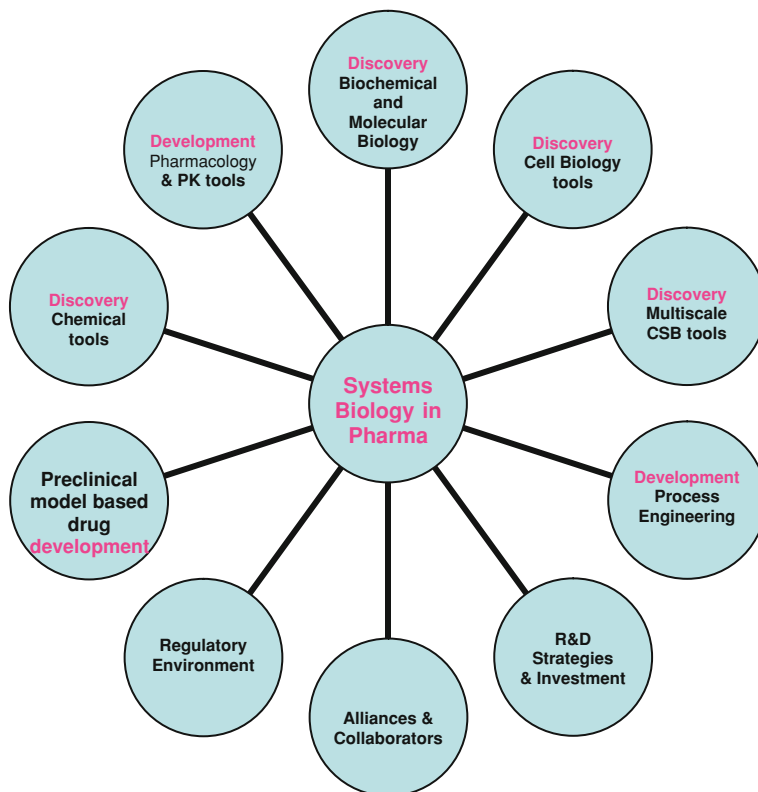 Discovery
Biochemical
and
Molecular
Biology
Discovery
Cell Biology
tools
Discovery
Multiscale
CSB tools
Development
Process
Engineering
R&D
Strategies
& Investment
Alliances &
Collaborators
Regulatory
Environment
Preclinical
model based
drug
development
Discovery
Chemical
tools
Development
Pharmacology
& PK tools
Systems
Biology in
Pharma